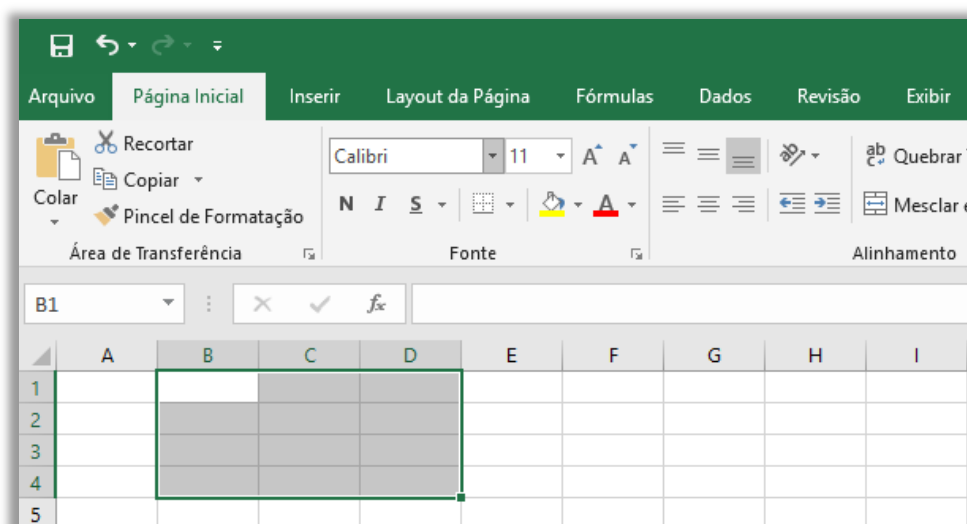 Arquivo Página Inicial Inserir Layout da Página Fórmulas Dados Revisão Exibir
Recortar
Copiar
Pincel de Formatação
Colar
Área de Transferência
Calibri 11
N I S A
Fonte
ab Quebrar
Mesclar e
Alinhamento
B1 fx
A B C D E F G H I
1
2
3
4
5